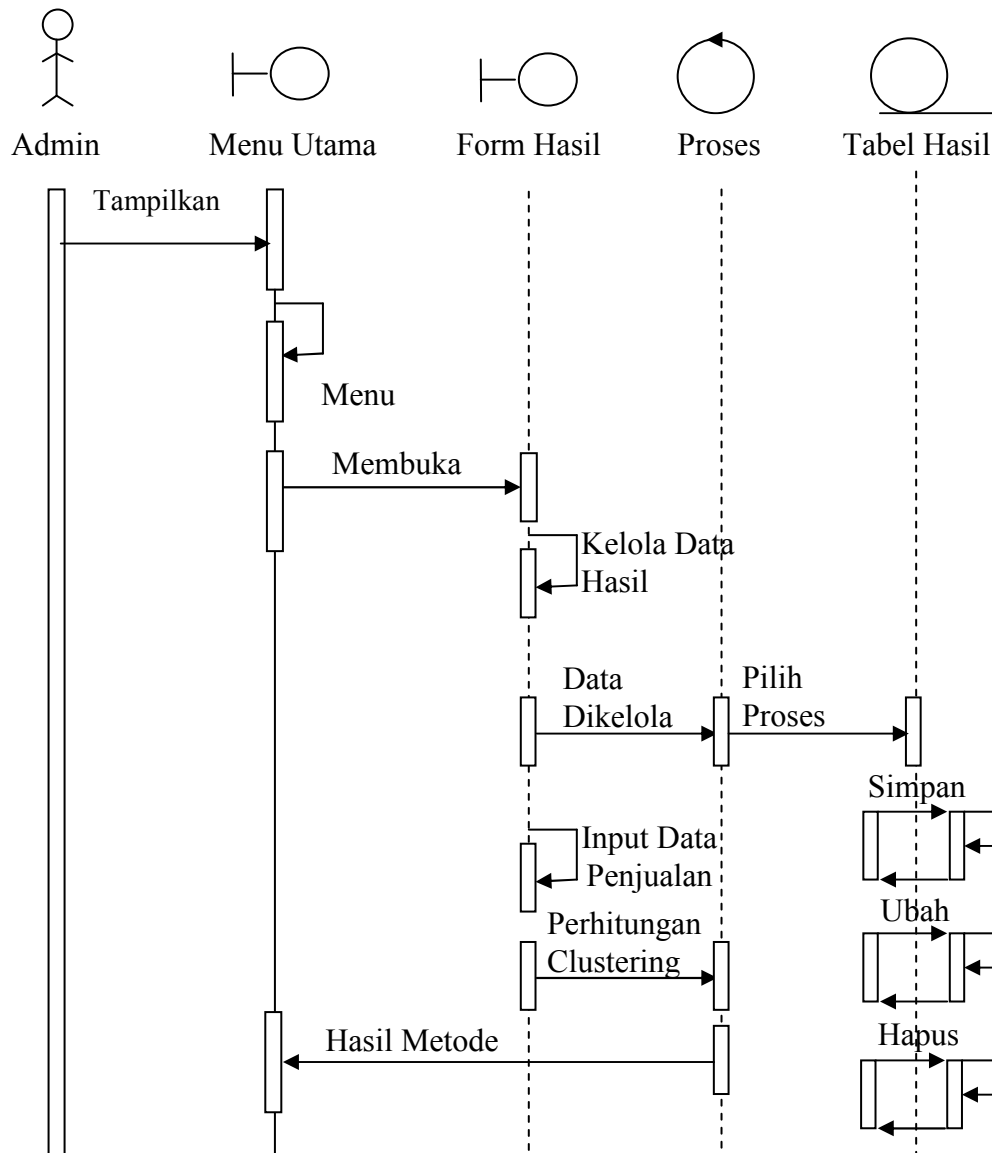 Admin
Menu Utama
Form Hasil
Proses
Tabel Hasil
Tampilkan
Menu
Membuka
Kelola Data
Hasil
Data
Dikelola
Pilih
Proses
Simpan
Input Data
Penjualan
Ubah
Perhitungan
Clustering
Hasil Metode
Hapus